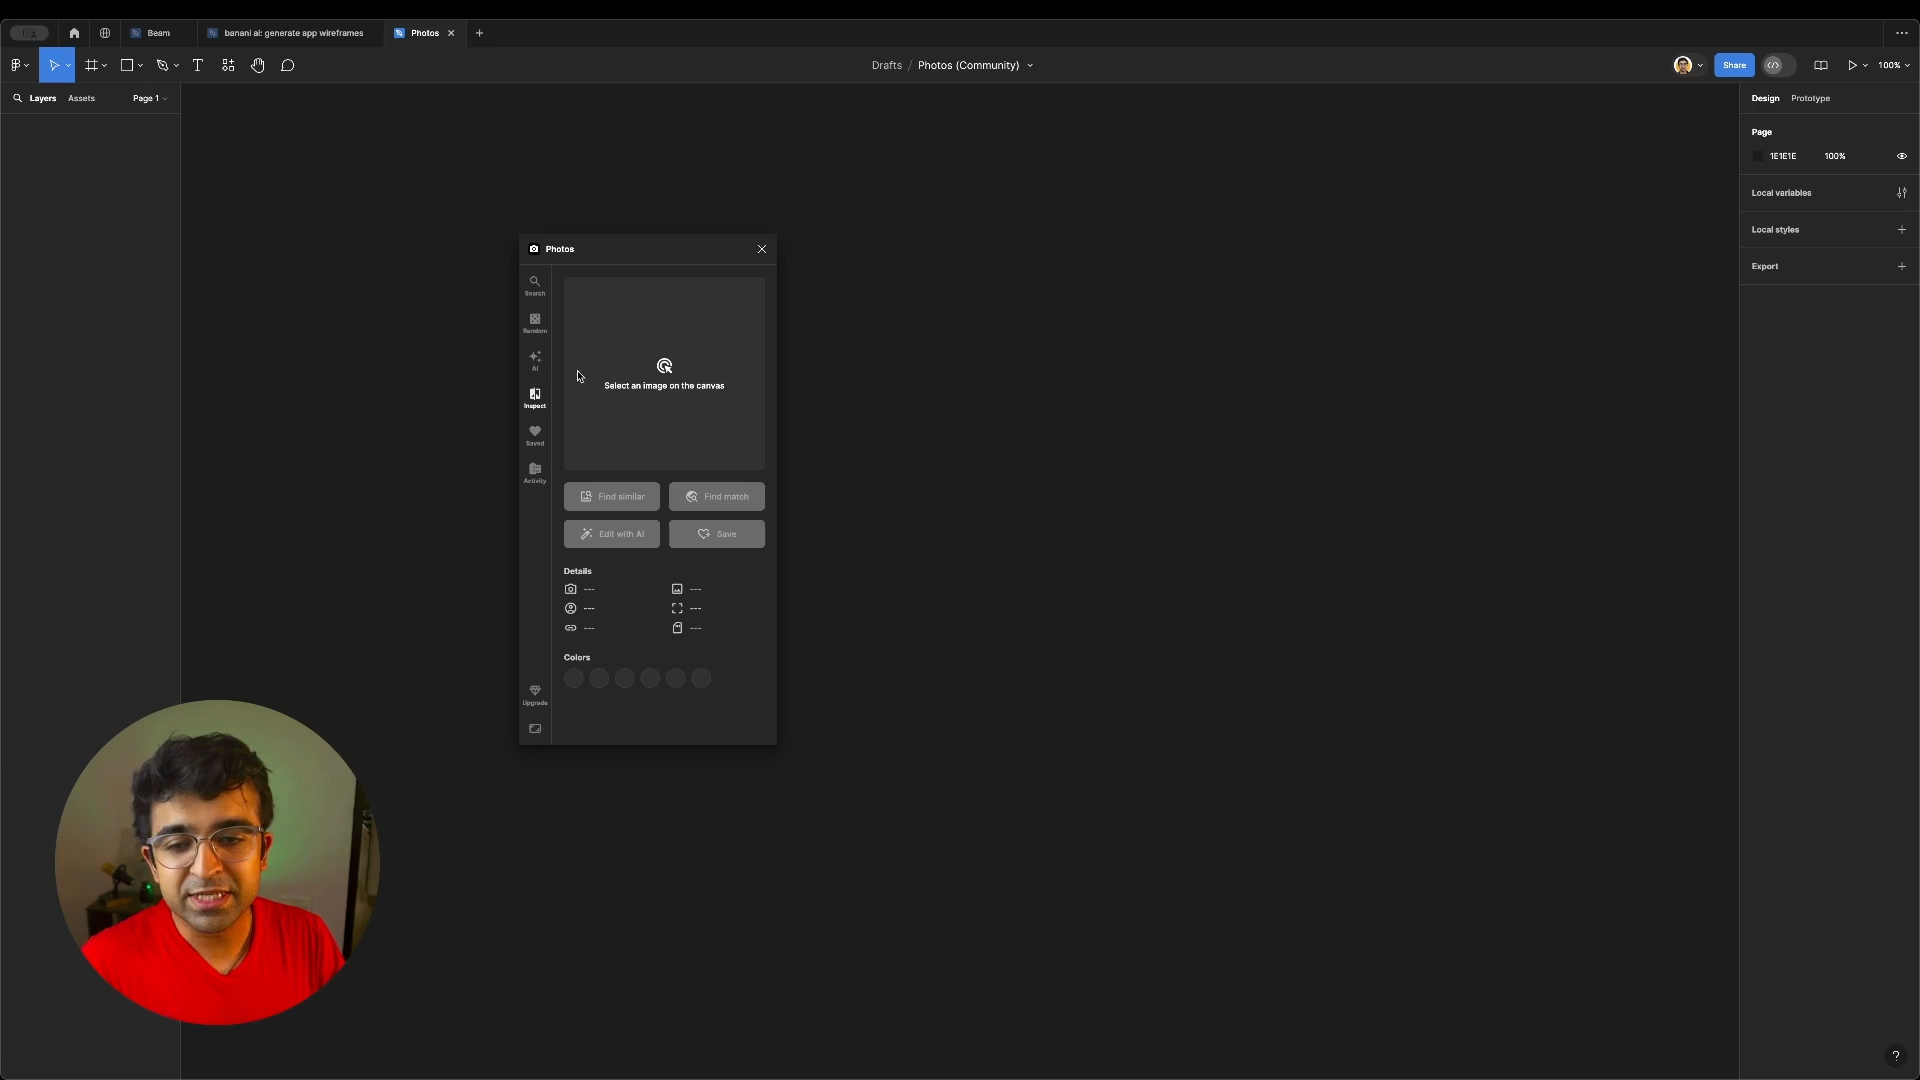 Beam
banani ai: generate app wireframes
Photos
Drafts / Photos (Community)
Share
100%
Layers
Assets
Page 1
Design
Prototype
Page
1E1E1E
100%
Local variables
Local styles
Export
Photos
Search
Random
AI
Inspect
Saved
Activity
Upgrade
Select an image on the canvas
Find similar
Find match
Edit with AI
Save
Details
---
---
---
---
---
---
Colors
?